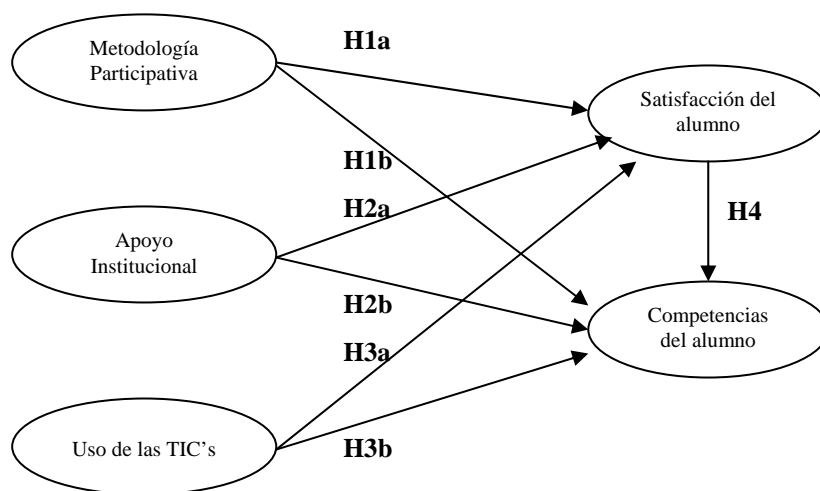 H1a
Metodología
Participativa
Satisfacción del
alumno
H1b
H2a
H4
Apoyo
Institucional
H2b
Competencias
del alumno
H3a
Uso de las TIC's
H3b